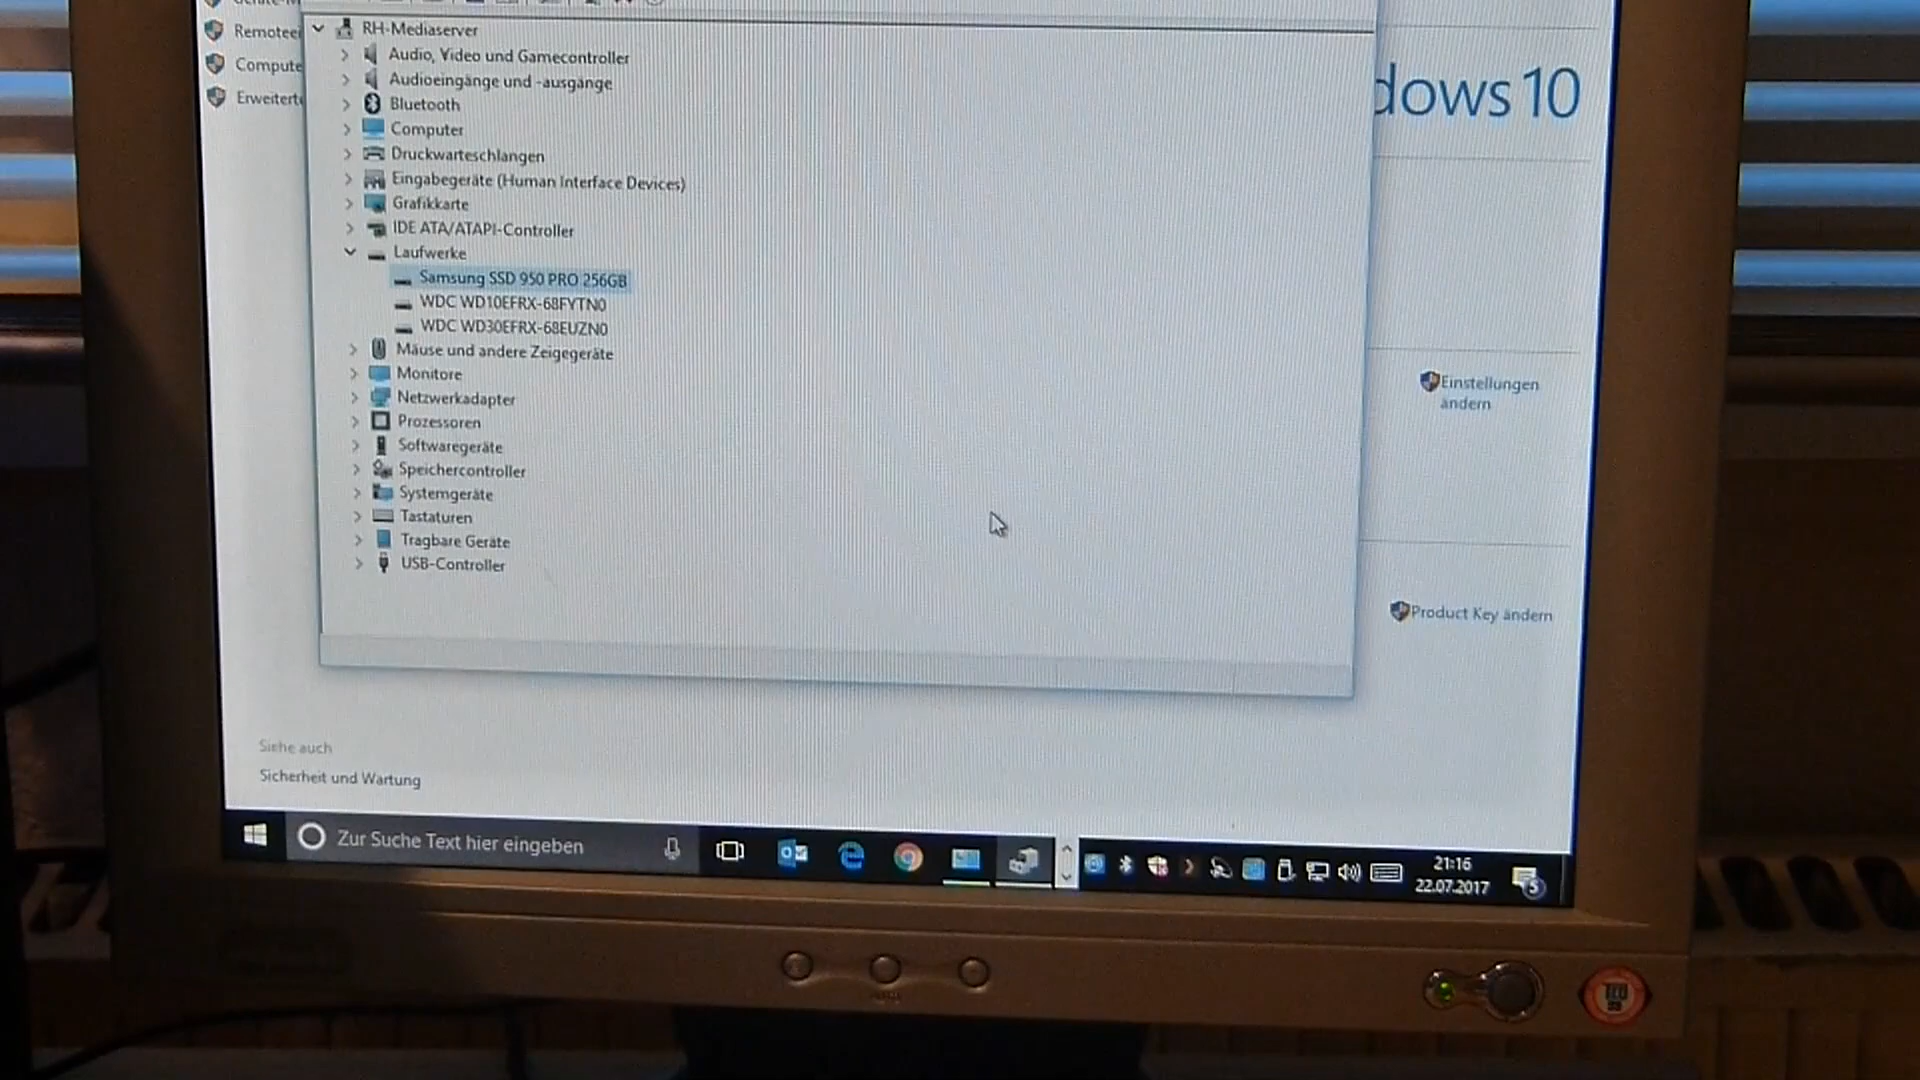 RH-Mediaserver
Remotee
Audio, Video und Gamecontroller
Compute
Audioeingänge und -ausgänge
Erweiterte
Bluetooth
dows 10
Computer
Druckwarteschlangen
Eingabegeräte (Human Interface Devices)
Grafikkarte
IDE ATA/ATAPI-Controller
Laufwerke
Samsung SSD 950 PRO 256GB
WDC WD10EFRX-68FYTN0
WDC WD30EFRX-68EUZN0
Mäuse und andere Zeigegeräte
Monitore
Netzwerkadapter
Prozessoren
Softwaregeräte
Speichercontroller
Systemgeräte
Tastaturen
Tragbare Geräte
USB-Controller
Einstellungen
ändern
Product Key ändern
Siehe auch
Sicherheit und Wartung
Zur Suche Text hier eingeben
21:16
22.07.2017
5